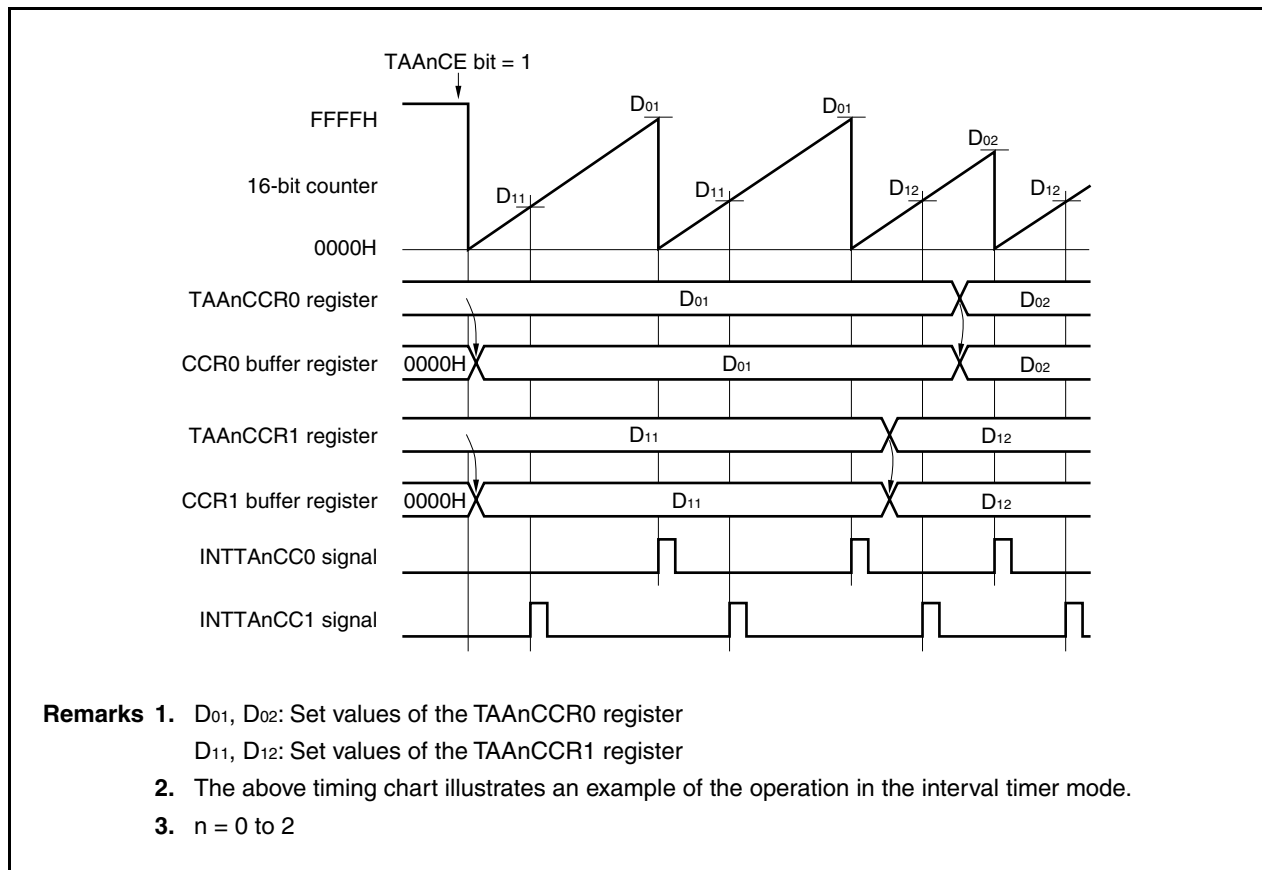 TAAnCE bit = 1
FFFFH
D01
D01
D02
16-bit counter
D11
D11
D12
D12
0000H
TAAnCCR0 register
D01
D02
CCR0 buffer register
0000H
D01
D02
TAAnCCR1 register
D11
D12
CCR1 buffer register
0000H
D11
D12
INTTAnCC0 signal
INTTAnCC1 signal
Remarks 1. D01, D02: Set values of the TAAnCCR0 register
D11, D12: Set values of the TAAnCCR1 register
2. The above timing chart illustrates an example of the operation in the interval timer mode.
3. n = 0 to 2